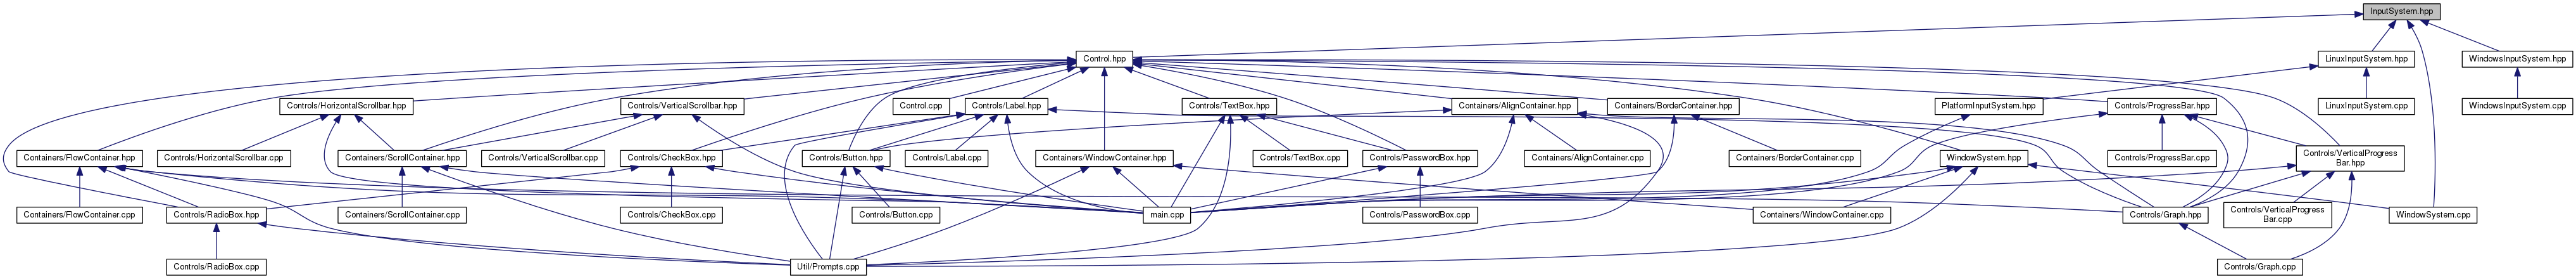 InputSystem.hpp
Control.hpp
LinuxInputSystem.hpp
WindowsInputSystem.hpp
Controls/HorizontalScrollbar.hpp
Controls/VerticalScrollbar.hpp
Control.cpp
Controls/Label.hpp
Controls/TextBox.hpp
Containers/AlignContainer.hpp
Containers/BorderContainer.hpp
PlatformInputSystem.hpp
Controls/ProgressBar.hpp
LinuxInputSystem.cpp
WindowsInputSystem.cpp
Containers/FlowContainer.hpp
Controls/HorizontalScrollbar.cpp
Containers/ScrollContainer.hpp
Controls/VerticalScrollbar.cpp
Controls/CheckBox.hpp
Controls/Button.hpp
Controls/Label.cpp
Containers/WindowContainer.hpp
Controls/TextBox.cpp
Controls/PasswordBox.hpp
Containers/AlignContainer.cpp
Containers/BorderContainer.cpp
WindowSystem.hpp
Controls/ProgressBar.cpp
Controls/VerticalProgress
Bar.hpp
Containers/FlowContainer.cpp
Controls/RadioBox.hpp
Containers/ScrollContainer.cpp
Controls/CheckBox.cpp
Controls/Button.cpp
main.cpp
Controls/PasswordBox.cpp
Containers/WindowContainer.cpp
Controls/Graph.hpp
Controls/VerticalProgress
Bar.cpp
WindowSystem.cpp
Controls/RadioBox.cpp
Util/Prompts.cpp
Controls/Graph.cpp